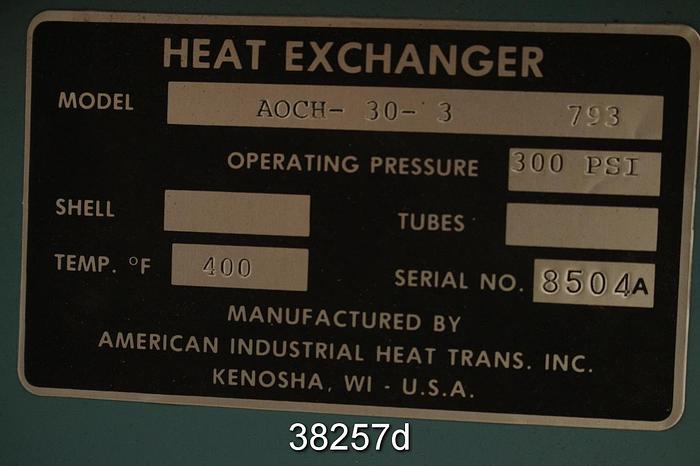 HEAT EXCHANGER
MODEL AOCH- 30- 3 793
OPERATING PRESSURE 300 PSI
SHELL TUBES
TEMP. °F 400 SERIAL NO. 8504A
MANUFACTURED BY
AMERICAN INDUSTRIAL HEAT TRANS. INC.
KENOSHA, WI - U.S.A.
38257d